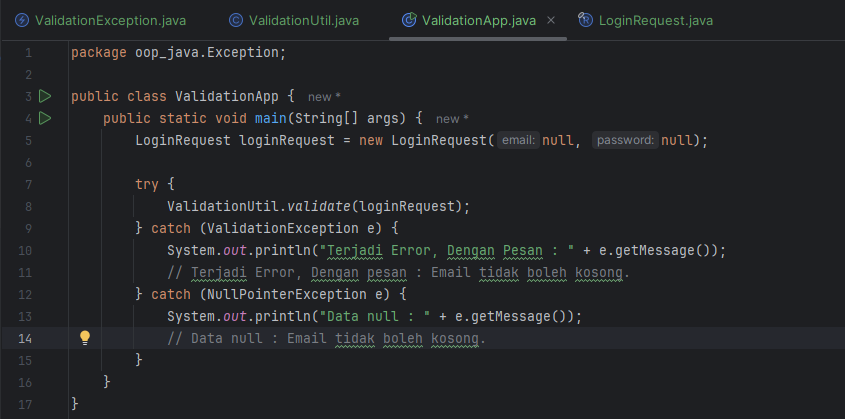 ValidationException.java ValidationUtil.java ValidationApp.java × LoginRequest.java
1 package oop_java.Exception;
2
3 public class ValidationApp { new *
4 public static void main(String[] args) { new *
5 LoginRequest loginRequest = new LoginRequest( email: null, password: null);
6
7 try {
8 ValidationUtil.validate(loginRequest);
9 } catch (ValidationException e) {
10 System.out.println("Terjadi Error, Dengan Pesan : " + e.getMessage());
11 // Terjadi Error, Dengan pesan : Email tidak boleh kosong.
12 } catch (NullPointerException e) {
13 System.out.println("Data null : " + e.getMessage());
14 // Data null : Email tidak boleh kosong.
15 }
16 }
17 }